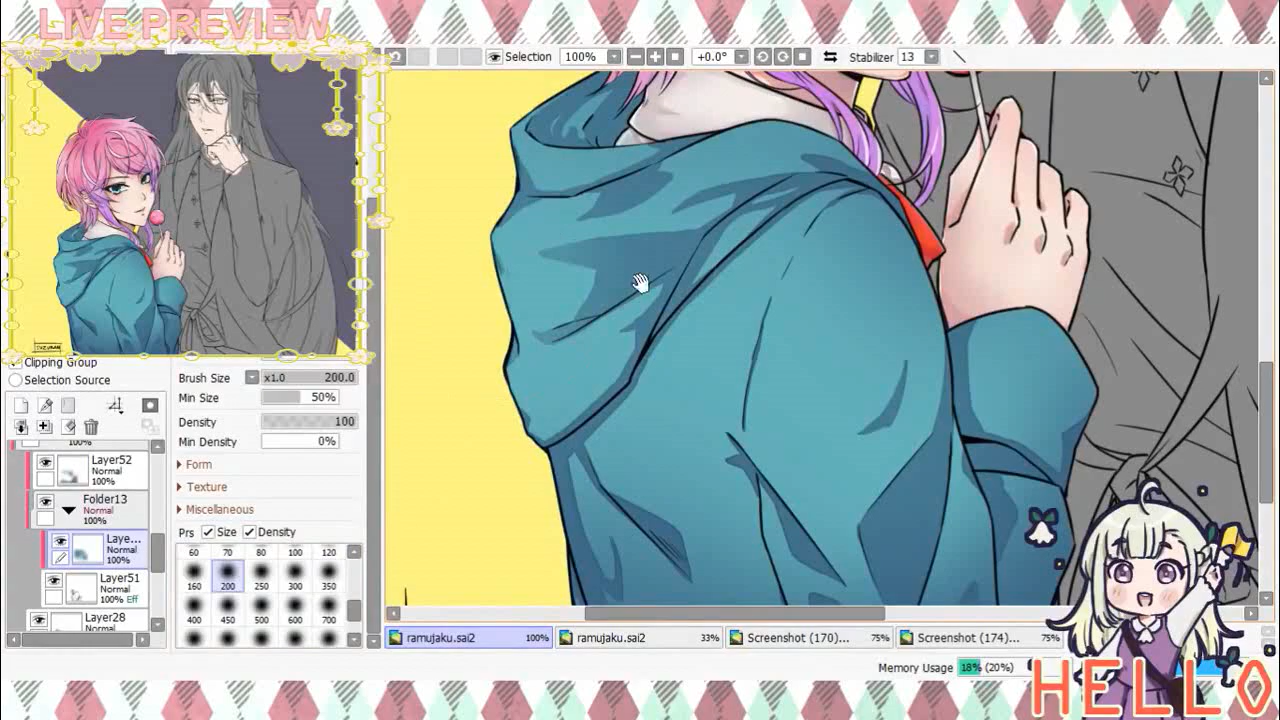 LIVE PREVIEW
Selection 100% +0.0° Stabilizer 13
Clipping Group
Selection Source
Brush Size x1.0 200.0
Min Size 50%
Density 100
Min Density 0%
Form
Texture
Miscellaneous
Prs Size Density
60 70 80 100 120
160 200 250 300 350
400 450 500 600 700
100%
Layer52
Normal
100%
Folder13
Normal
100%
Laye...
Normal
100%
Layer51
Normal
100% Eff
Layer28
Normal
ramujaku.sai2 100%
ramujaku.sai2 33%
Screenshot (170)... 75%
Screenshot (174)... 75%
Memory Usage 18% (20%)
HELLO